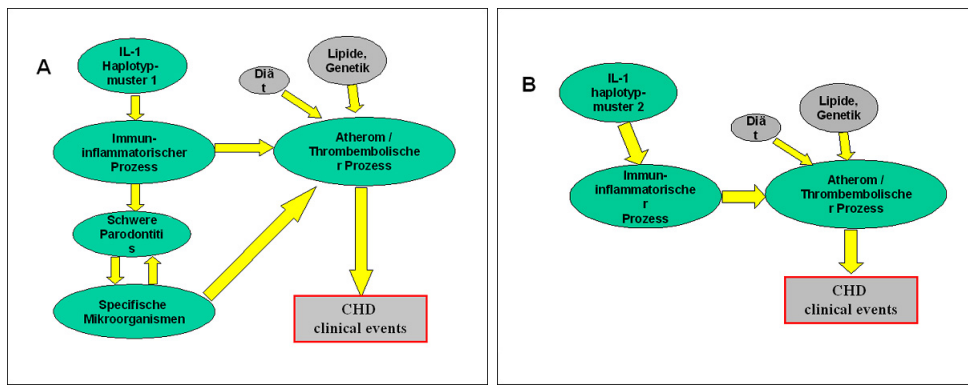 A
IL-1
Haplotyp-
muster 1
Diä
t
Lipide,
Genetik
Immun-
inflammatorischer
Prozess
Atherom /
Thrombembolische
r Prozess
Schwere
Parodontiti
s
Specifische
Mikroorganismen
CHD
clinical events
B
IL-1
haplotyp-
muster 2
Diä
t
Lipide,
Genetik
Immun-
inflammatorische
r
Prozess
Atherom /
Thrombembolische
r Prozess
CHD
clinical events